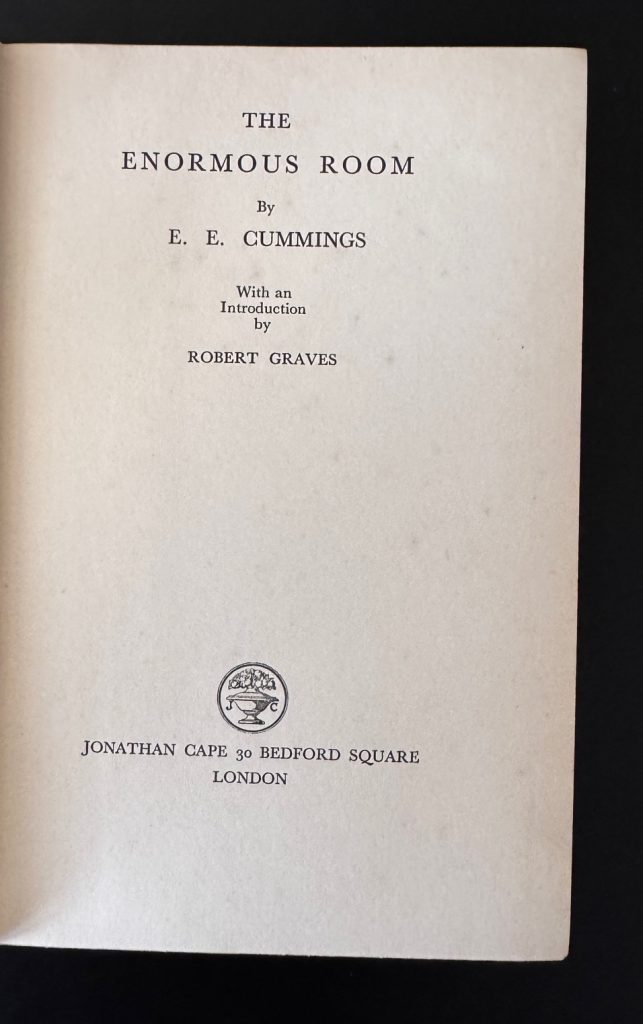 THE
ENORMOUS ROOM
By
E. E. CUMMINGS
With an
Introduction
by
ROBERT GRAVES
J C
JONATHAN CAPE 30 BEDFORD SQUARE
LONDON